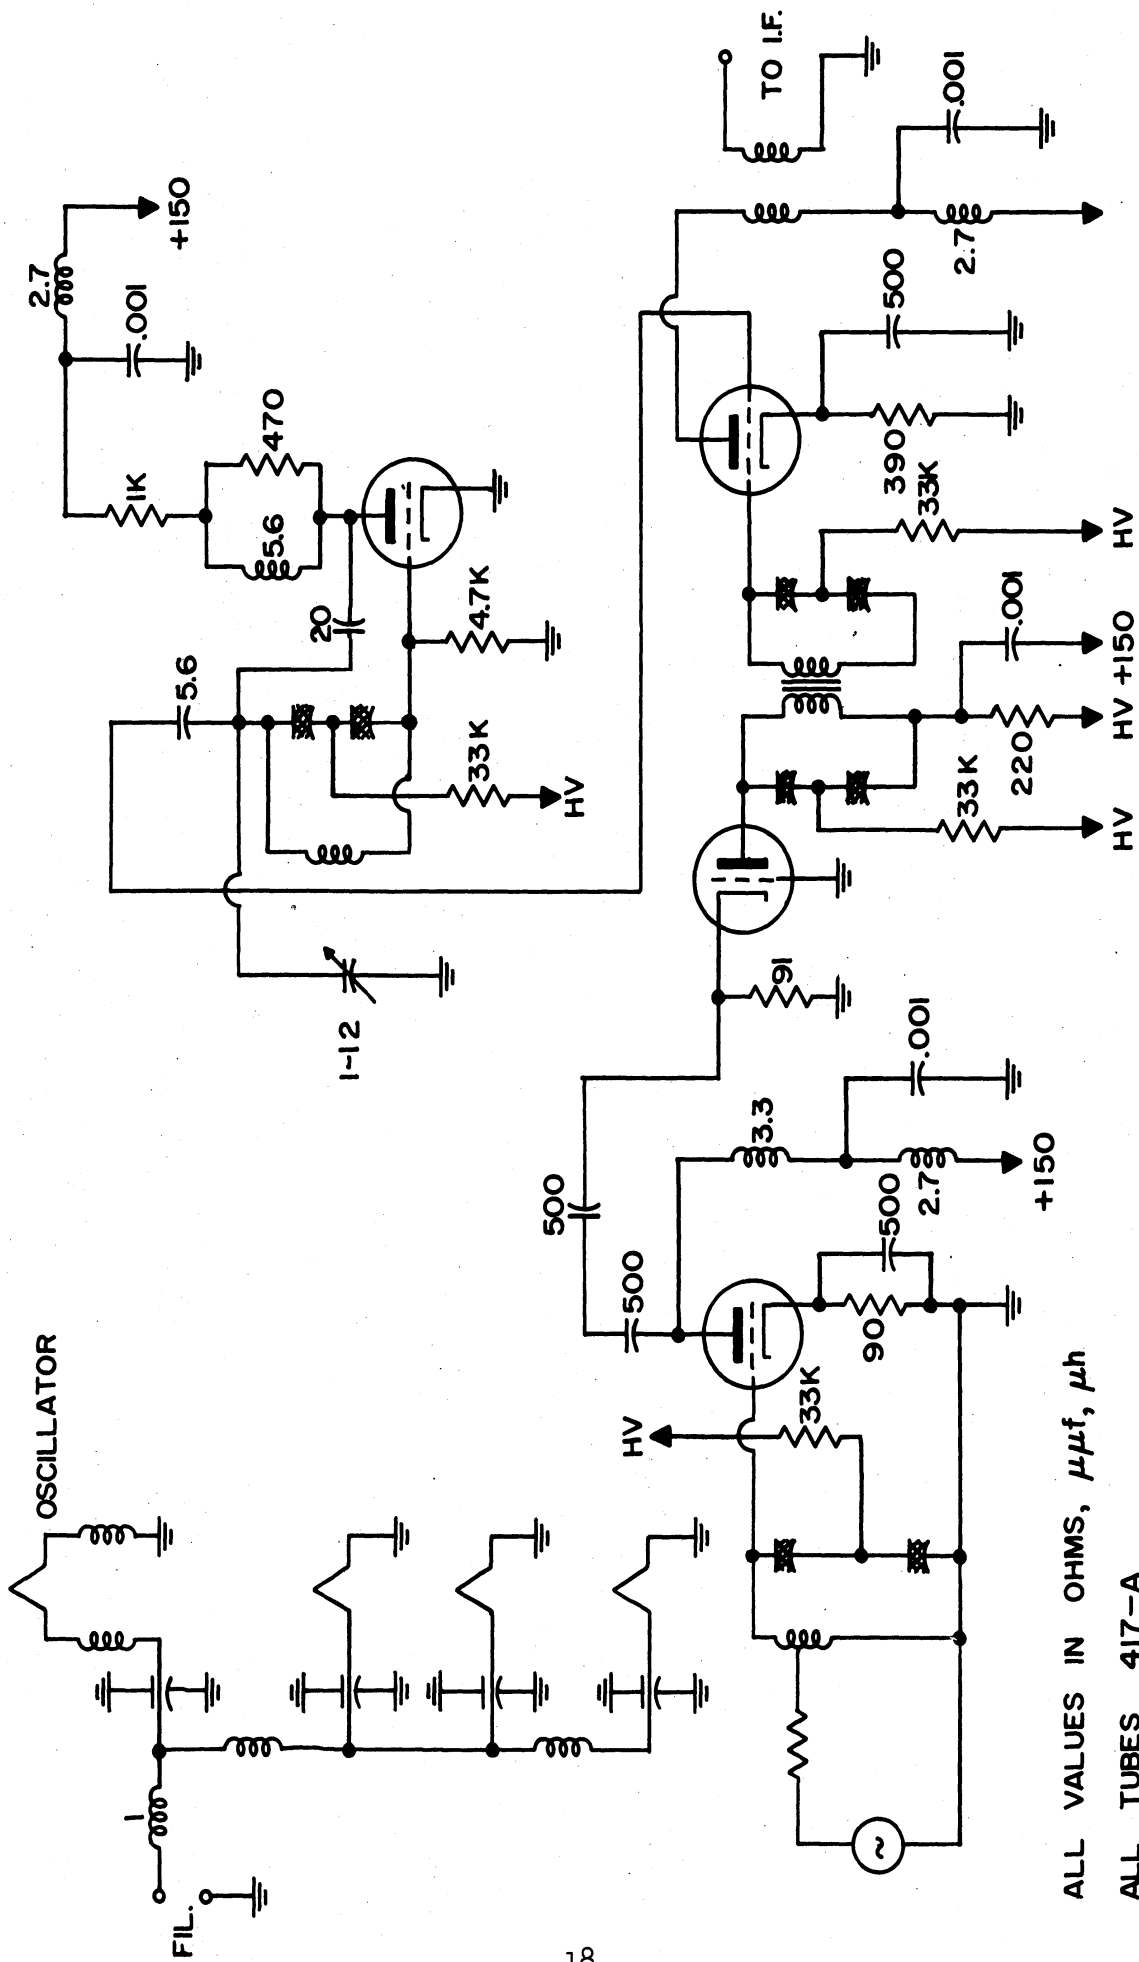 OSCILLATOR
FIL.
1
2.7
+150
.001
1K
470
5.6
20
5.6
4.7K
33K
HV
1-12
TO I.F.
.001
2.7
500
390
33K
HV
.001
+150
HV
220
33K
HV
91
500
500
3.3
.001
2.7
+150
500
90
33K
HV
ALL VALUES IN OHMS, μμf, μh
ALL TUBES 417-A
18